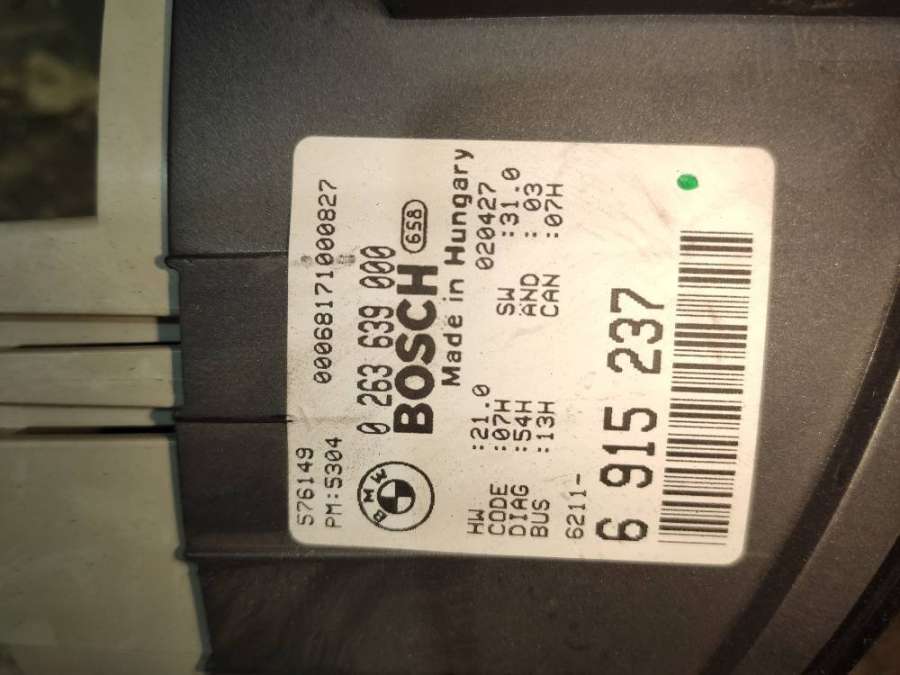 576149 0006817100827
PM:5304
0 263 639 000
BMW BOSCH 658
Made in Hungary
HW :21.0 020427
CODE :07H SW :31.0
DIAG :54H AND : 03
BUS :13H CAN :07H
6211-
6 915 237